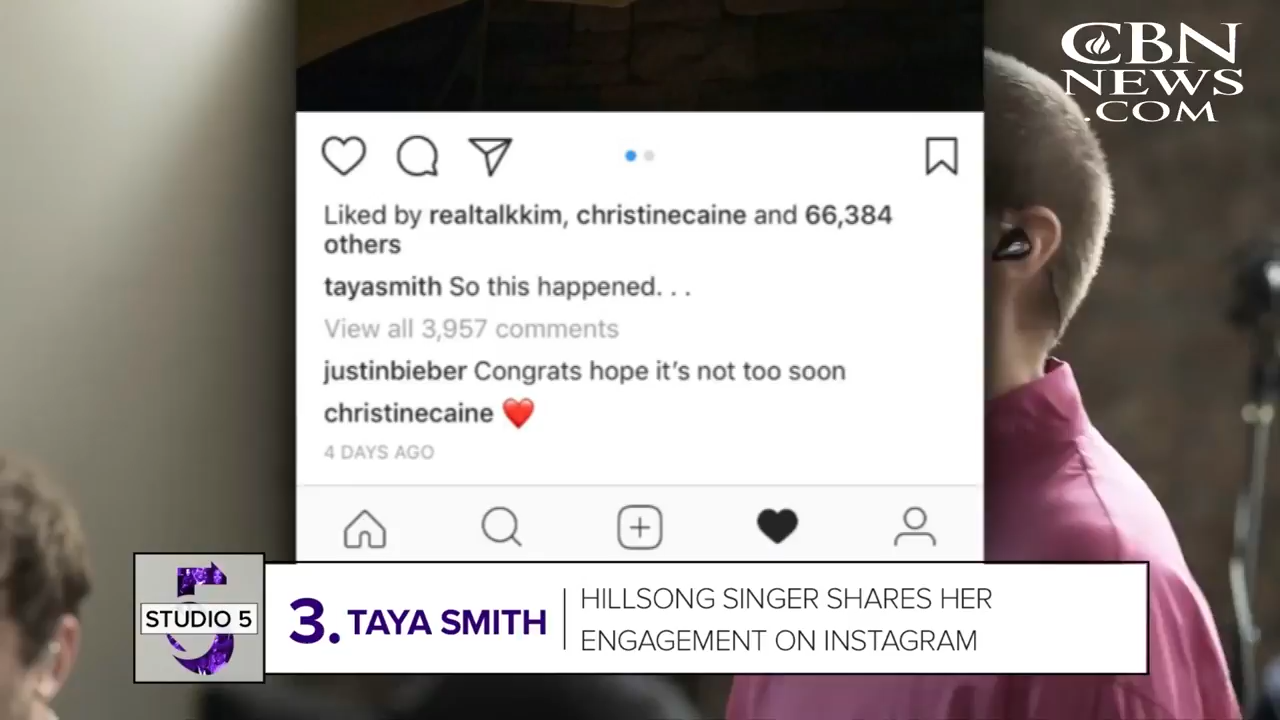 CBN
NEWS
.COM
Liked by realtalkkim, christinecaine and 66,384
others
tayasmith So this happened. . .
View all 3,957 comments
justinbieber Congrats hope it's not too soon
christinecaine ❤️
4 DAYS AGO
5
STUDIO 5
3. TAYA SMITH
HILLSONG SINGER SHARES HER
ENGAGEMENT ON INSTAGRAM